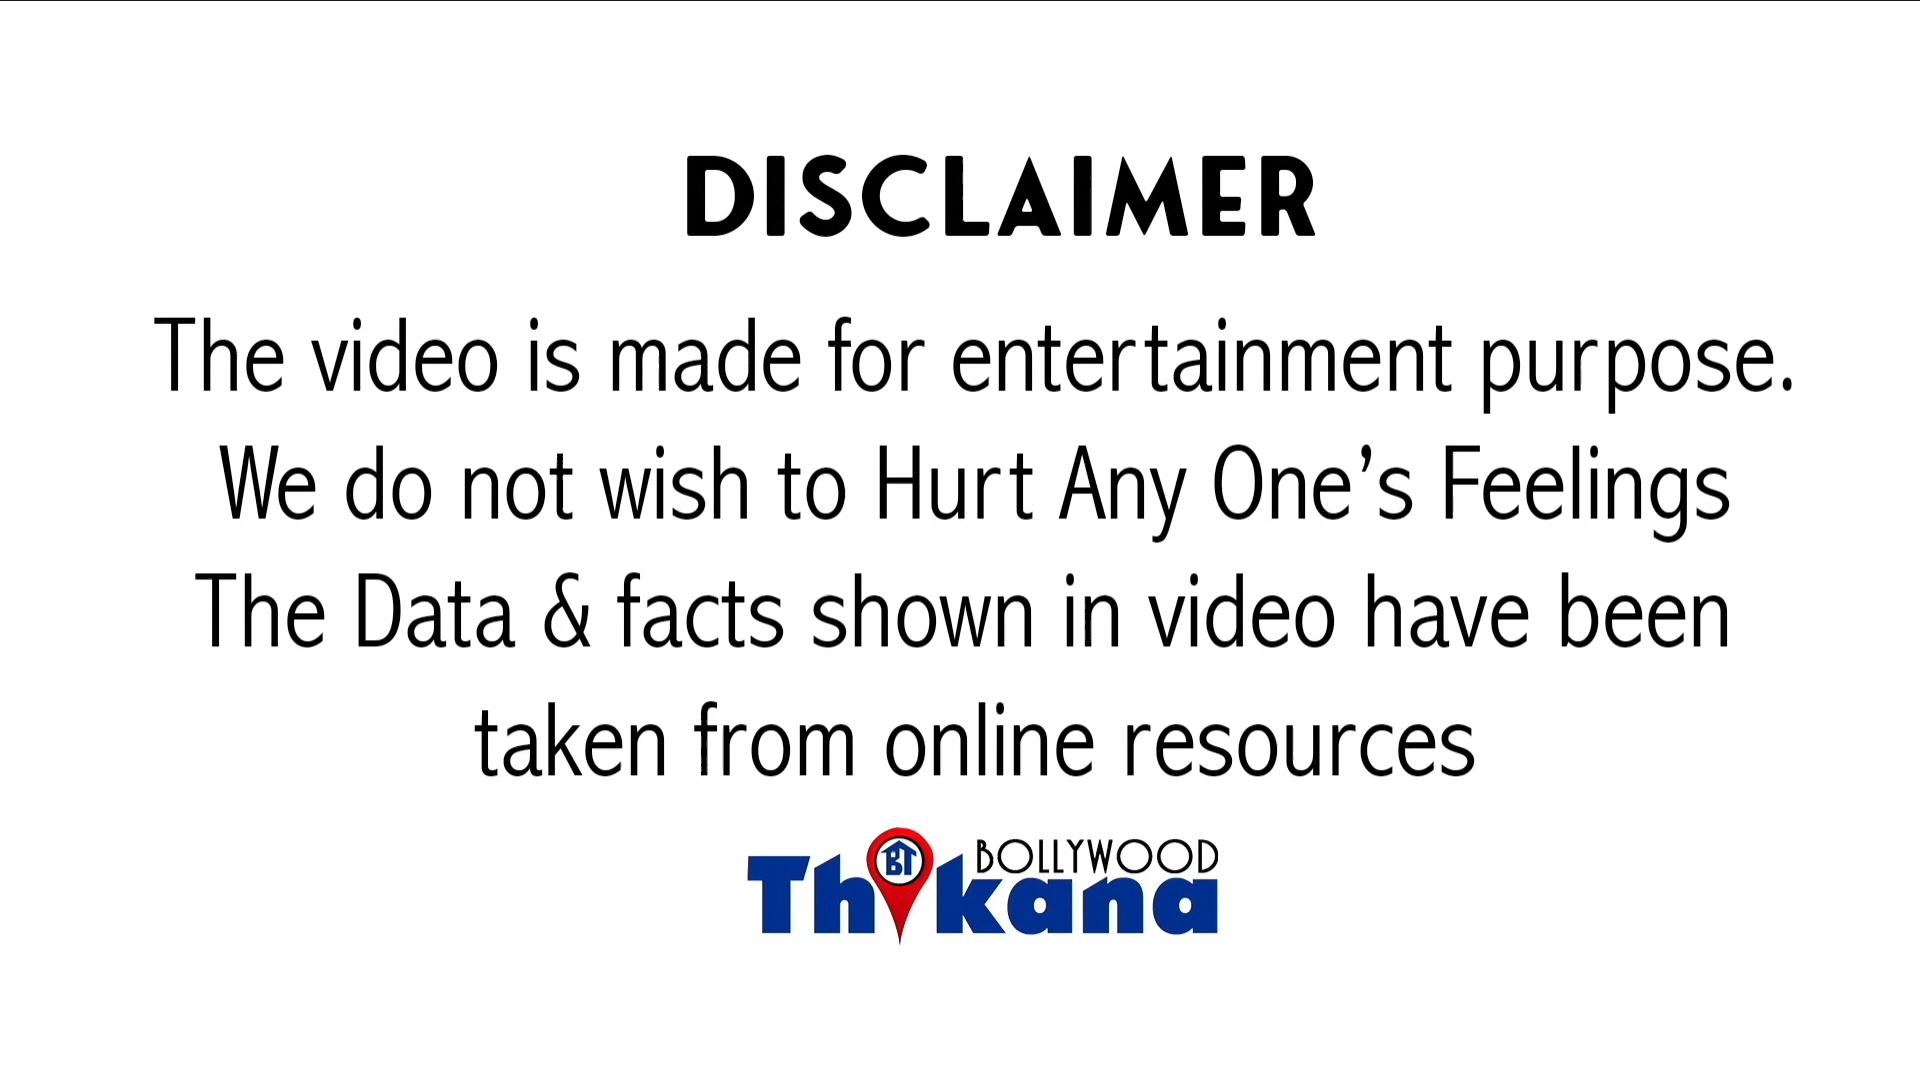 DISCLAIMER
The video is made for entertainment purpose.
We do not wish to Hurt Any One’s Feelings
The Data & facts shown in video have been
taken from online resources
BT
BOLLYWOOD
Thikana